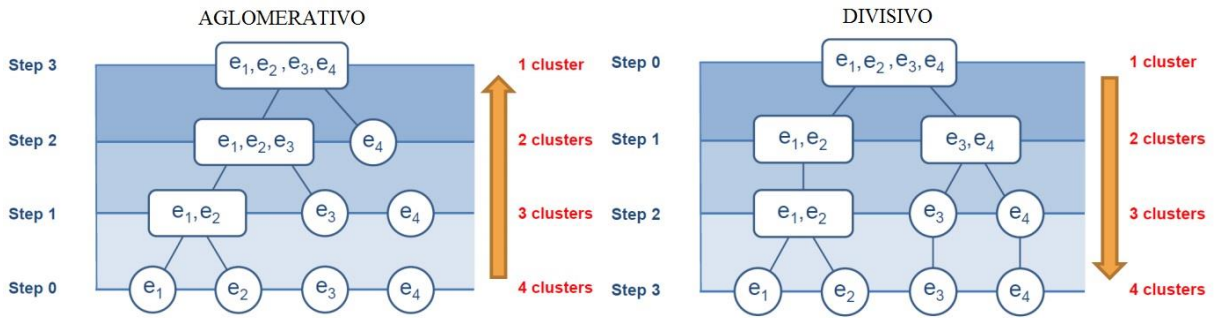 AGLOMERATIVO
Step 3 e₁,e₂,e₃,e₄ 1 cluster
Step 2 e₁,e₂,e₃ e₄ 2 clusters
Step 1 e₁,e₂ e₃ e₄ 3 clusters
Step 0 e₁ e₂ e₃ e₄ 4 clusters
DIVISIVO
Step 0 e₁,e₂,e₃,e₄ 1 cluster
Step 1 e₁,e₂ e₃,e₄ 2 clusters
Step 2 e₁,e₂ e₃ e₄ 3 clusters
Step 3 e₁ e₂ e₃ e₄ 4 clusters